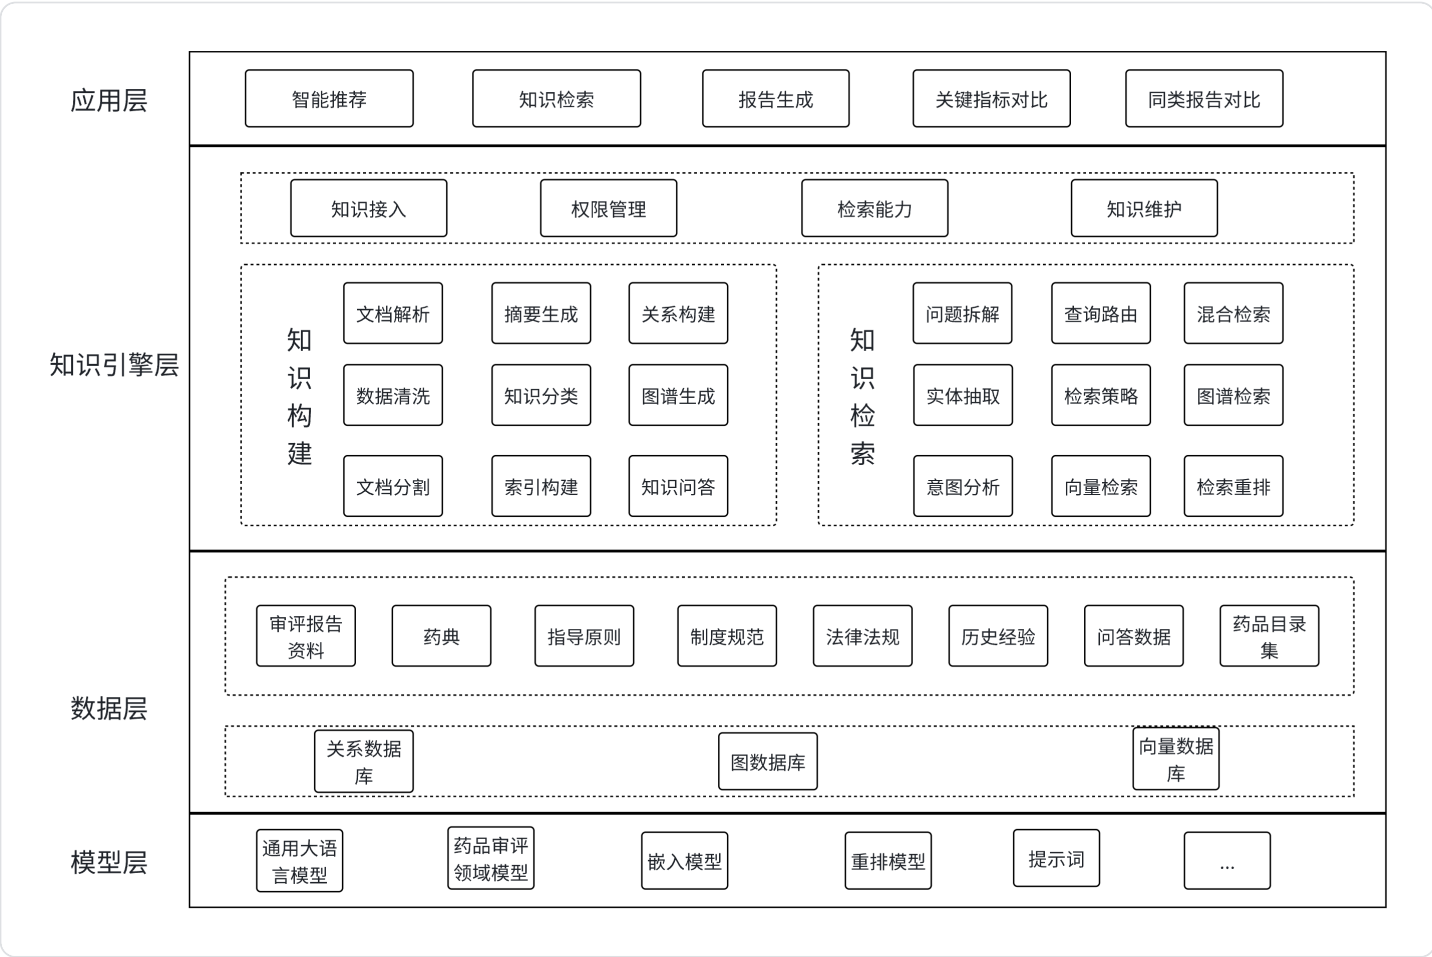 应用层
智能推荐
知识检索
报告生成
关键指标对比
同类报告对比
知识引擎层
知识接入
权限管理
检索能力
知识维护
知识构建
文档解析
摘要生成
关系构建
数据清洗
知识分类
图谱生成
文档分割
索引构建
知识问答
知识检索
问题拆解
查询路由
混合检索
实体抽取
检索策略
图谱检索
意图分析
向量检索
检索重排
数据层
审评报告
资料
药典
指导原则
制度规范
法律法规
历史经验
问答数据
药品目录
集
关系数据
库
图数据库
向量数据
库
模型层
通用大语
言模型
药品审评
领域模型
嵌入模型
重排模型
提示词
...